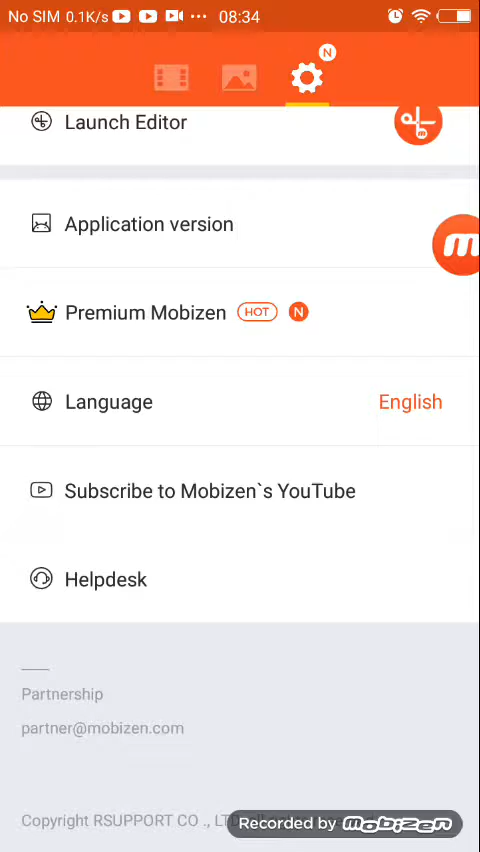 No SIM 0.1K/s ... 08:34
N
Launch Editor
m
Application version
m
Premium Mobizen HOT N
Language English
Subscribe to Mobizen`s YouTube
Helpdesk
Partnership
partner@mobizen.com
Copyright RSUPPORT CO ., LTD
Recorded by mobizen